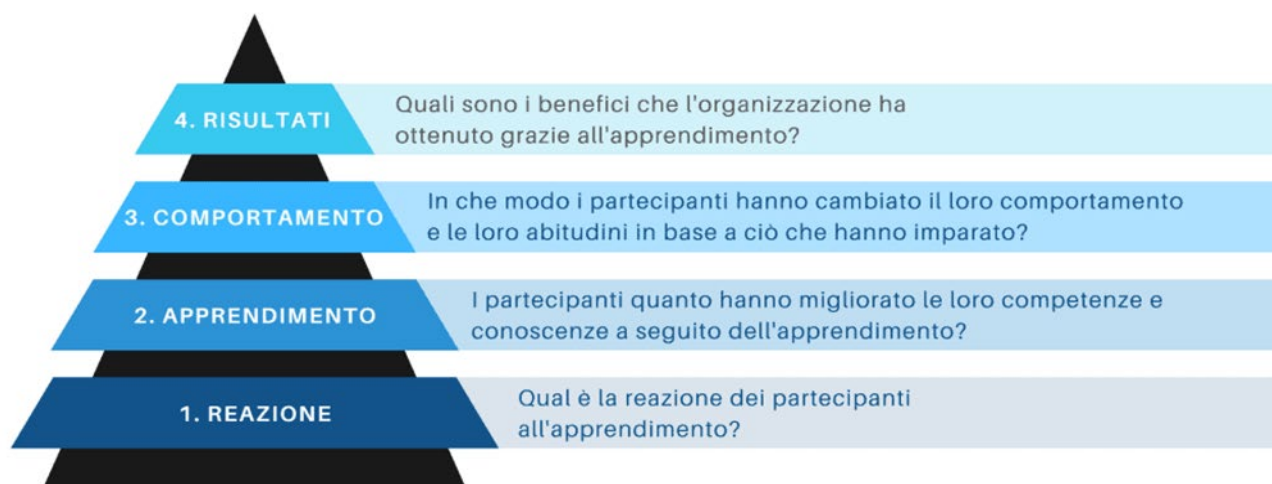 4. RISULTATI
Quali sono i benefici che l'organizzazione ha
ottenuto grazie all'apprendimento?
3. COMPORTAMENTO
In che modo i partecipanti hanno cambiato il loro comportamento
e le loro abitudini in base a ciò che hanno imparato?
2. APPRENDIMENTO
I partecipanti quanto hanno migliorato le loro competenze e
conoscenze a seguito dell'apprendimento?
1. REAZIONE
Qual è la reazione dei partecipanti
all'apprendimento?